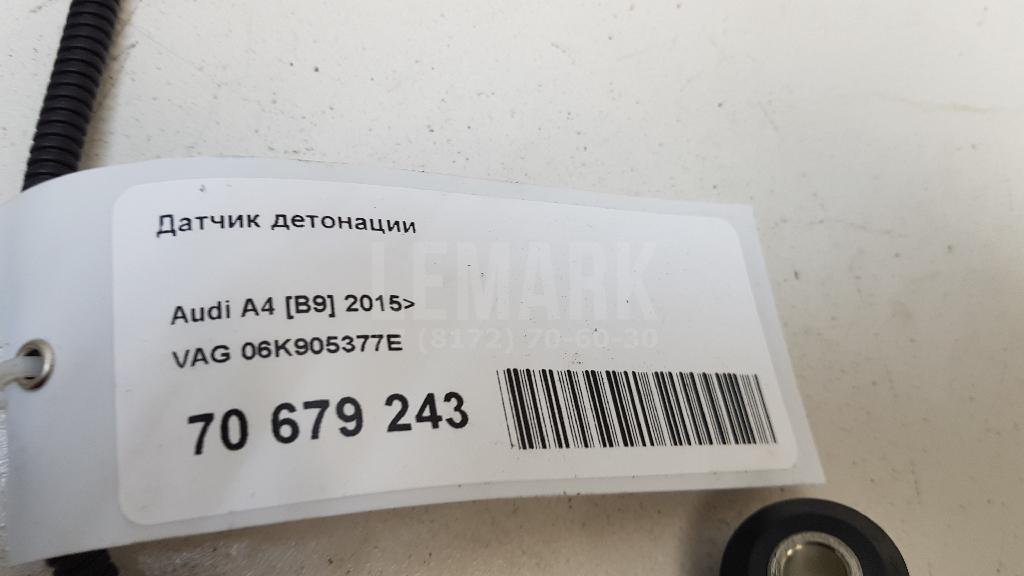 Датчик детонации
LEMARK
(8172) 70-60-30
Audi A4 [B9] 2015>
VAG 06K905377E
70 679 243